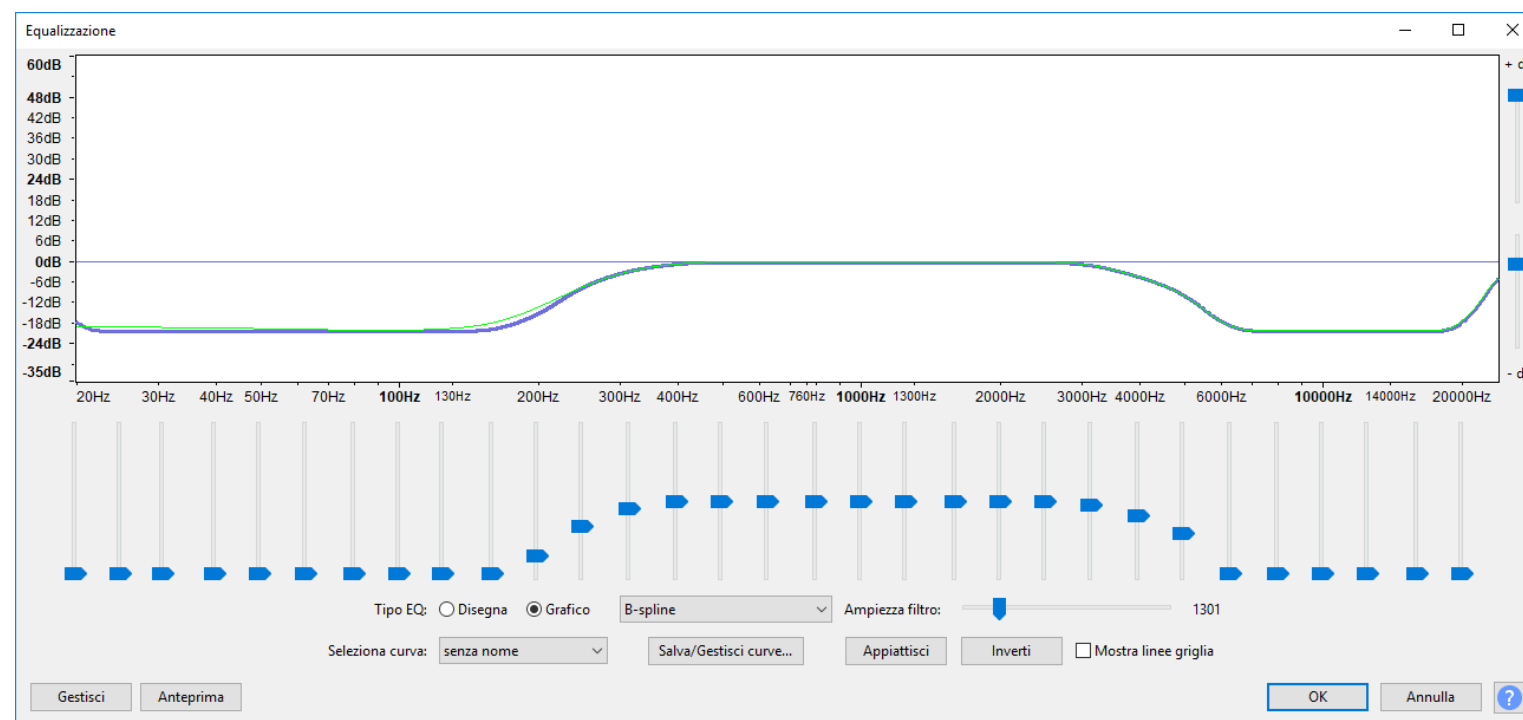 Equalizzazione
60dB
+ d
48dB
42dB
36dB
30dB
24dB
18dB
12dB
6dB
0dB
-6dB
-12dB
-18dB
-24dB
-35dB
- d
20Hz 30Hz 40Hz 50Hz 70Hz 100Hz 130Hz 200Hz 300Hz 400Hz 600Hz 760Hz 1000Hz 1300Hz 2000Hz 3000Hz 4000Hz 6000Hz 10000Hz 14000Hz 20000Hz
Tipo EQ: Disegna Grafico B-spline Ampiezza filtro: 1301
Seleziona curva: senza nome Salva/Gestisci curve... Appiattisci Inverti Mostra linee griglia
Gestisci Anteprima OK Annulla ?